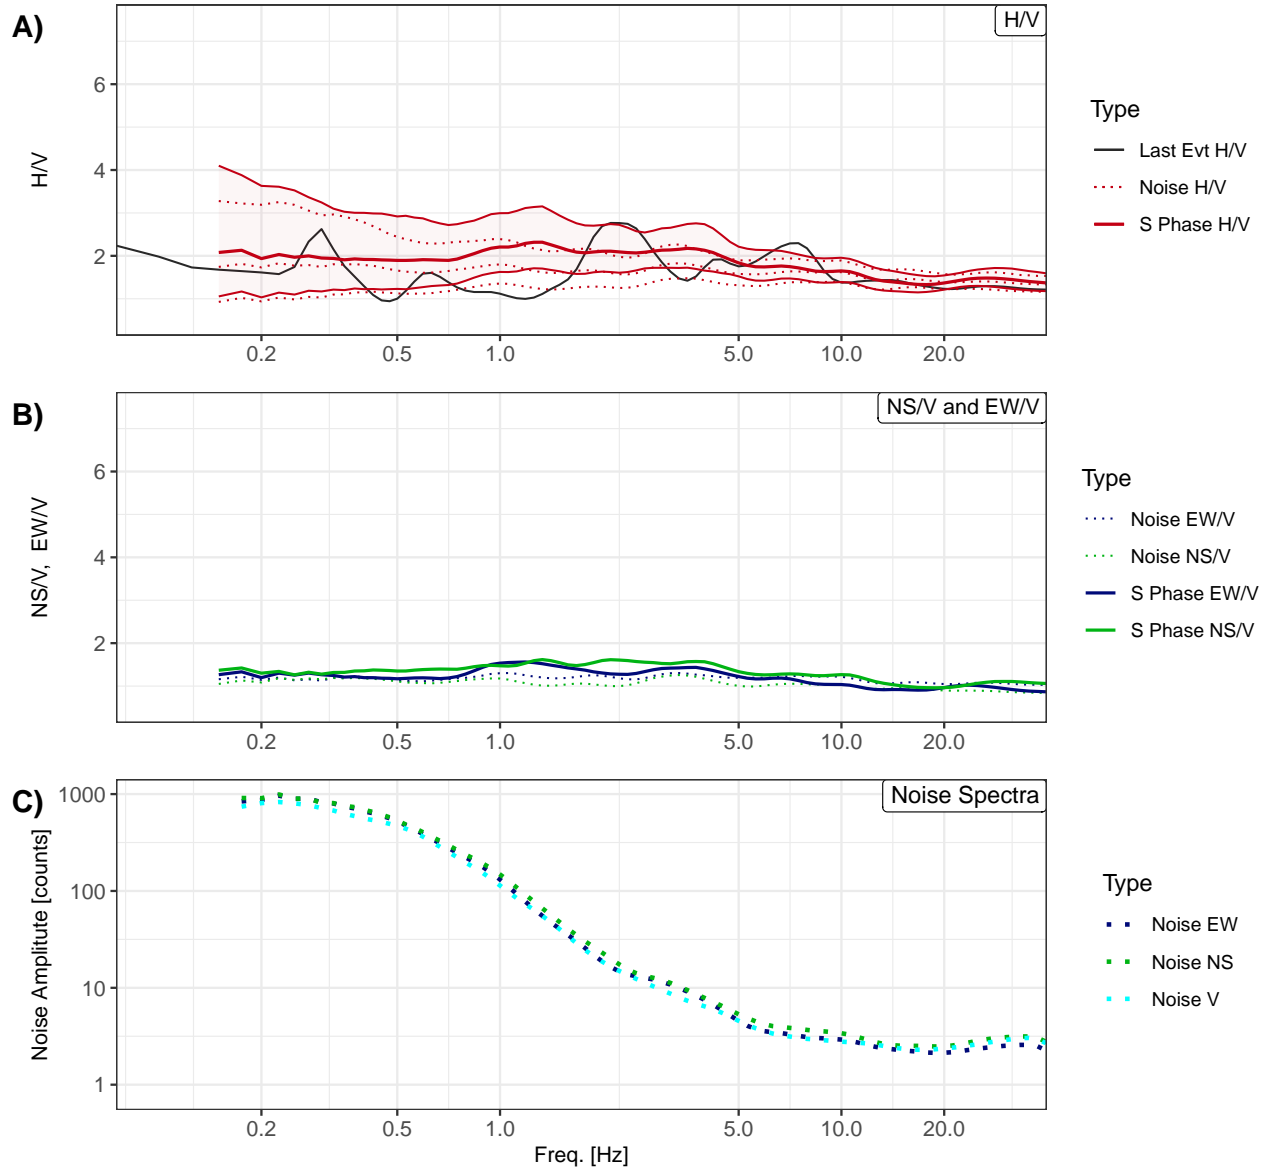 A)
H/V
6
4
2
H/V
0.2 0.5 1.0 5.0 10.0 20.0
Type
Last Evt H/V
Noise H/V
S Phase H/V
B)
NS/V and EW/V
6
4
2
NS/V, EW/V
0.2 0.5 1.0 5.0 10.0 20.0
Type
Noise EW/V
Noise NS/V
S Phase EW/V
S Phase NS/V
C)
Noise Spectra
1000
100
10
1
Noise Amplitute [counts]
0.2 0.5 1.0 5.0 10.0 20.0
Freq. [Hz]
Type
Noise EW
Noise NS
Noise V